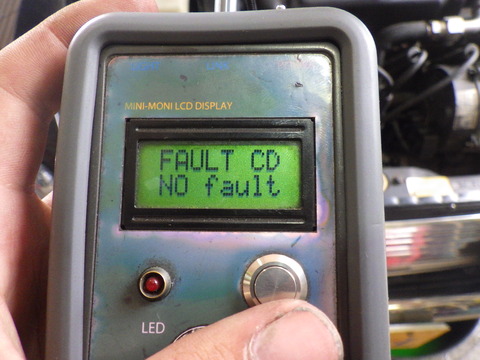 MINI-MONI LCD DISPLAY
FAULT CD
NO fault
LED